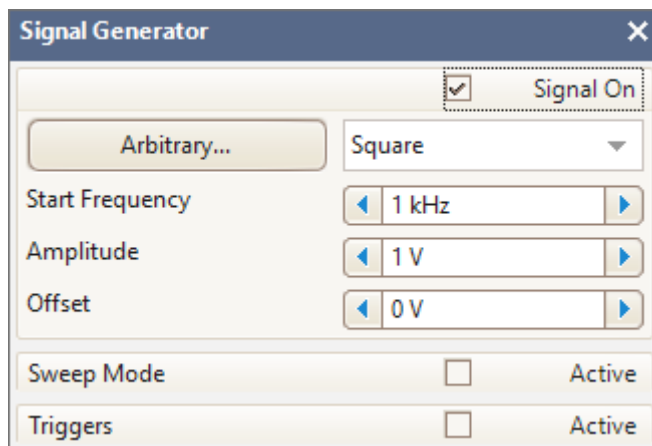 Signal Generator
Signal On
Arbitrary... Square
Start Frequency 1 kHz
Amplitude 1 V
Offset 0 V
Sweep Mode Active
Triggers Active